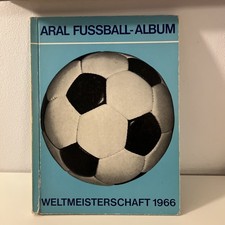 ARAL FUSSBALL-ALBUM
WELTMEISTERSCHAFT 1966